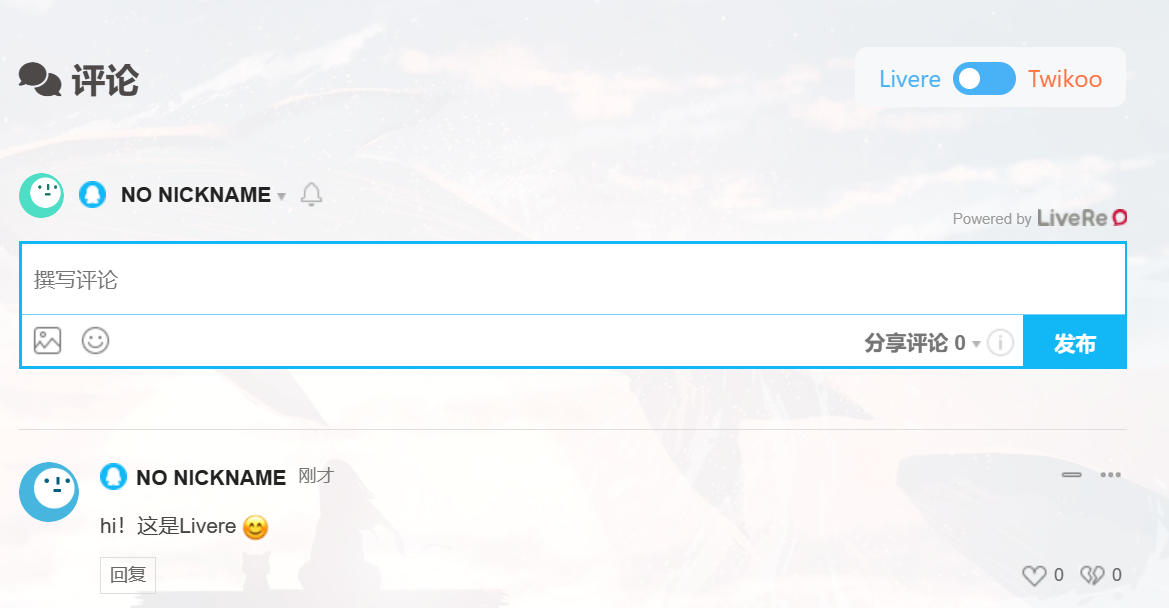 评论
Livere Twikoo
NO NICKNAME
Powered by LiveRe
撰写评论
分享评论 0
发布
NO NICKNAME 刚才
hi！这是Livere 😊
回复
0 0